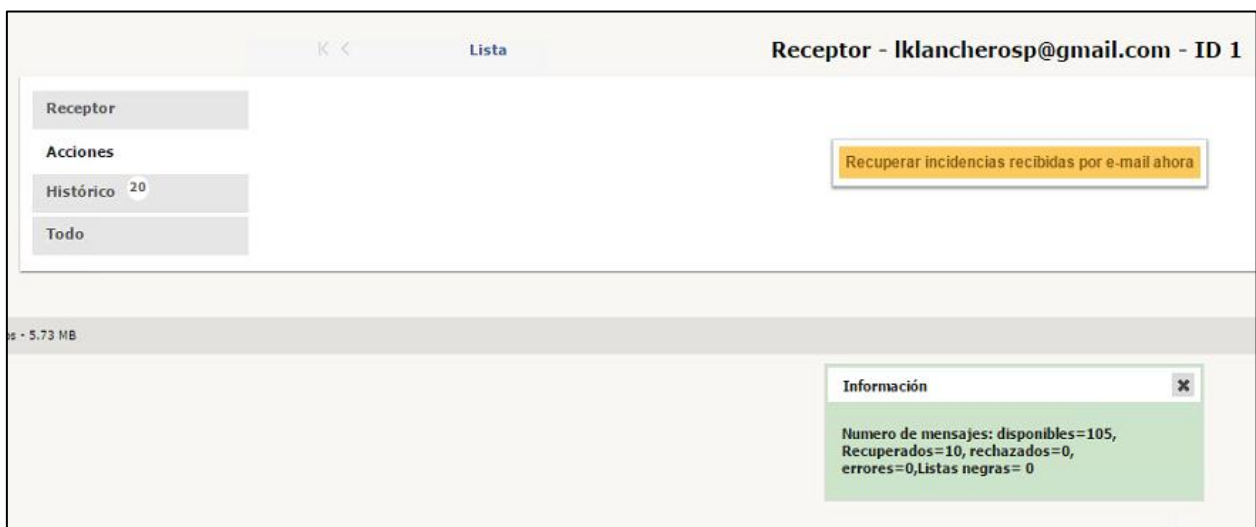 Lista
Receptor - lklancherosp@gmail.com - ID 1
Receptor
Acciones
Histórico 20
Todo
Recuperar incidencias recibidas por e-mail ahora
os - 5.73 MB
Información
Numero de mensajes: disponibles=105,
Recuperados=10, rechazados=0,
errores=0,Listas negras= 0